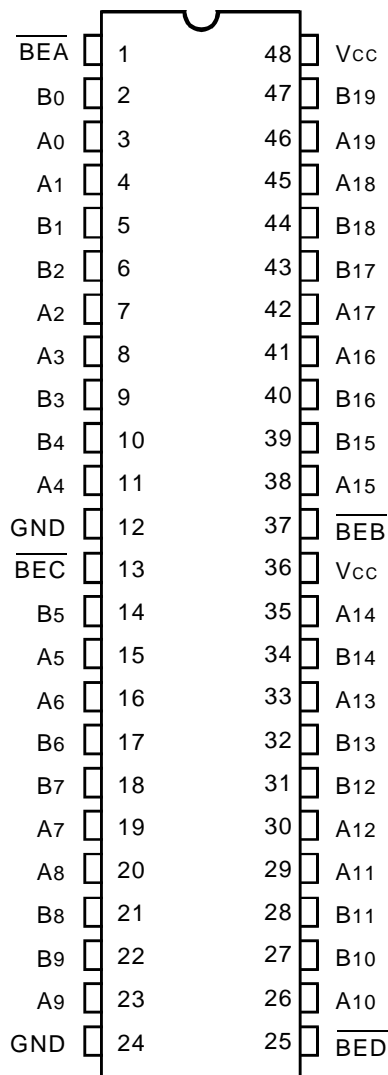 BEA 1 48 Vcc
B0 2 47 B19
A0 3 46 A19
A1 4 45 A18
B1 5 44 B18
B2 6 43 B17
A2 7 42 A17
A3 8 41 A16
B3 9 40 B16
B4 10 39 B15
A4 11 38 A15
GND 12 37 BEB
BEC 13 36 Vcc
B5 14 35 A14
A5 15 34 B14
A6 16 33 A13
B6 17 32 B13
B7 18 31 B12
A7 19 30 A12
A8 20 29 A11
B8 21 28 B11
B9 22 27 B10
A9 23 26 A10
GND 24 25 BED